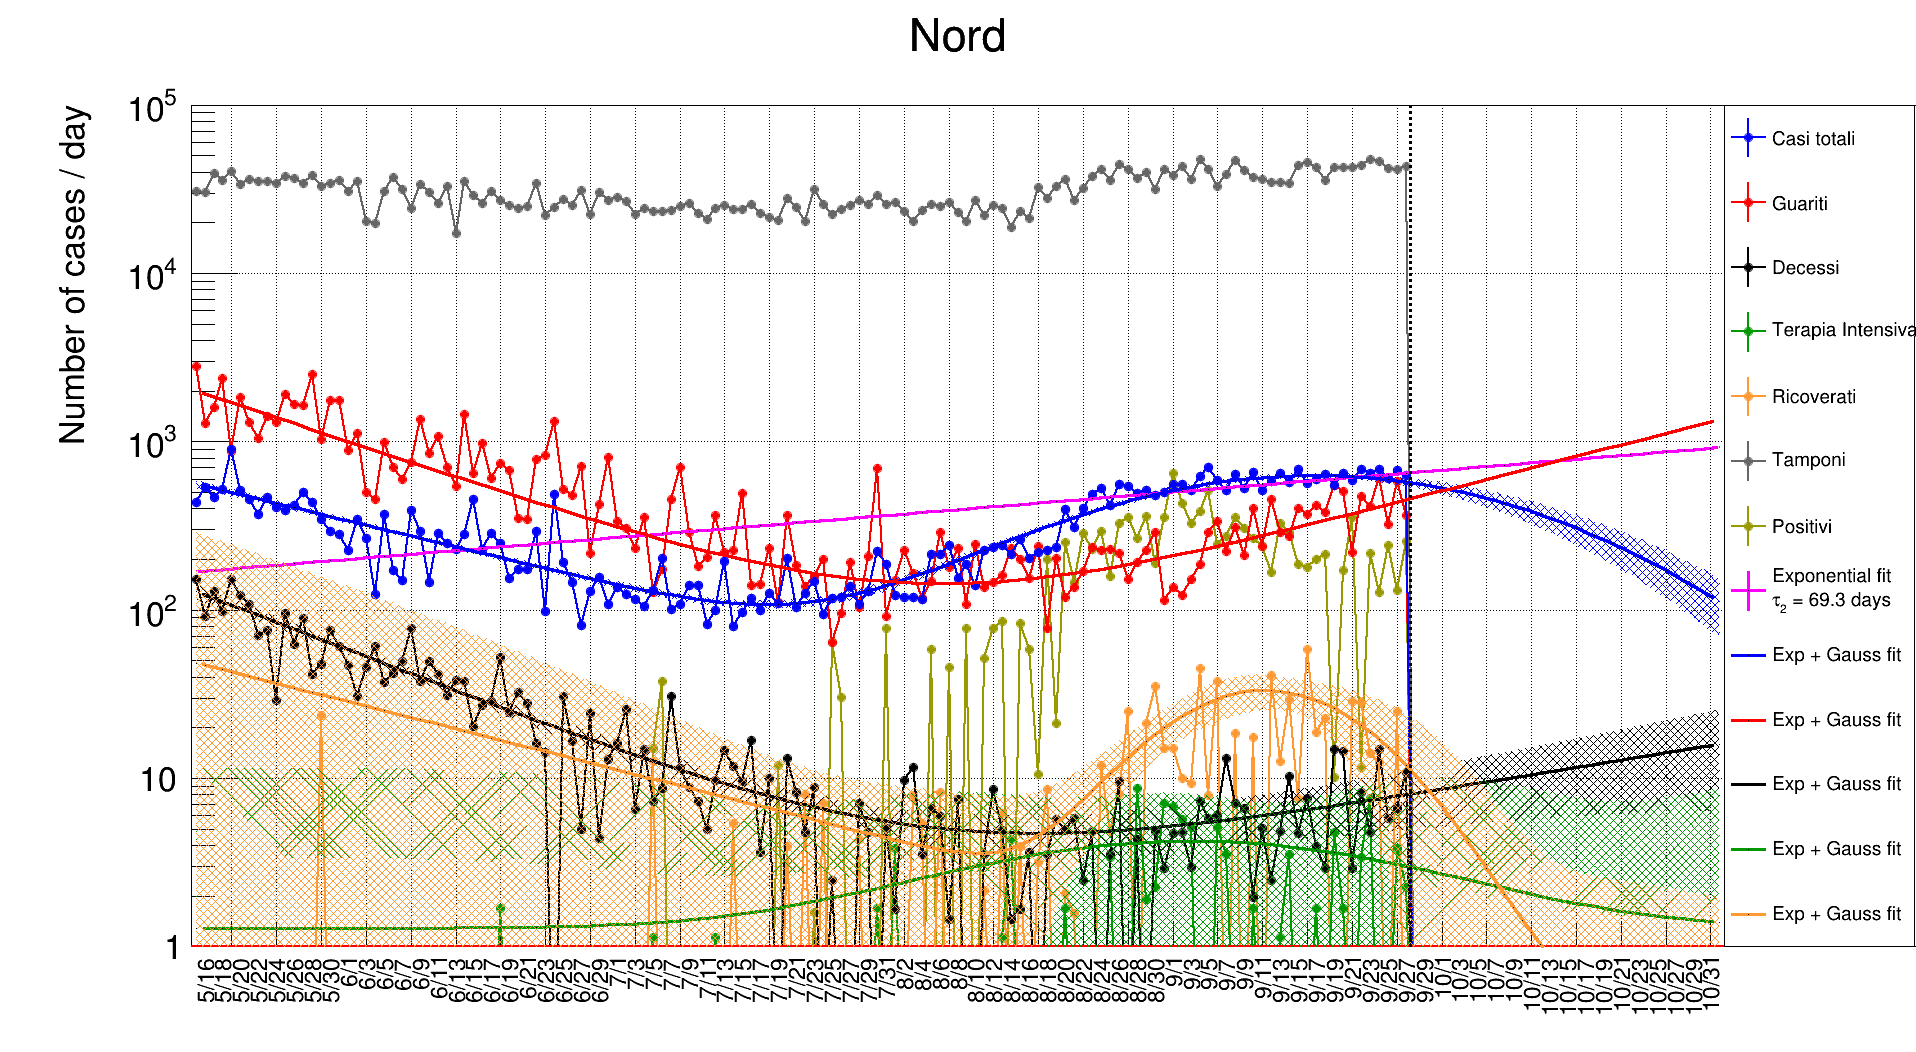 Nord
Number of cases / day
10^5
10^4
10^3
10^2
10
1
5/16 5/18 5/20 5/22 5/24 5/26 5/28 5/30 6/1 6/3 6/5 6/7 6/9 6/11 6/13 6/15 6/17 6/19 6/21 6/23 6/25 6/27 6/29 7/1 7/3 7/5 7/7 7/9 7/11 7/13 7/15 7/17 7/19 7/21 7/23 7/25 7/27 7/29 7/31 8/2 8/4 8/6 8/8 8/10 8/12 8/14 8/16 8/18 8/20 8/22 8/24 8/26 8/28 8/30 9/1 9/3 9/5 9/7 9/9 9/11 9/13 9/15 9/17 9/19 9/21 9/23 9/25 9/27 9/29 10/1 10/3 10/5 10/7 10/9 10/11 10/13 10/15 10/17 10/19 10/21 10/23 10/25 10/27 10/29 10/31
Casi totali
Guariti
Decessi
Terapia Intensiva
Ricoverati
Tamponi
Positivi
Exponential fit
τ₂ = 69.3 days
Exp + Gauss fit
Exp + Gauss fit
Exp + Gauss fit
Exp + Gauss fit
Exp + Gauss fit